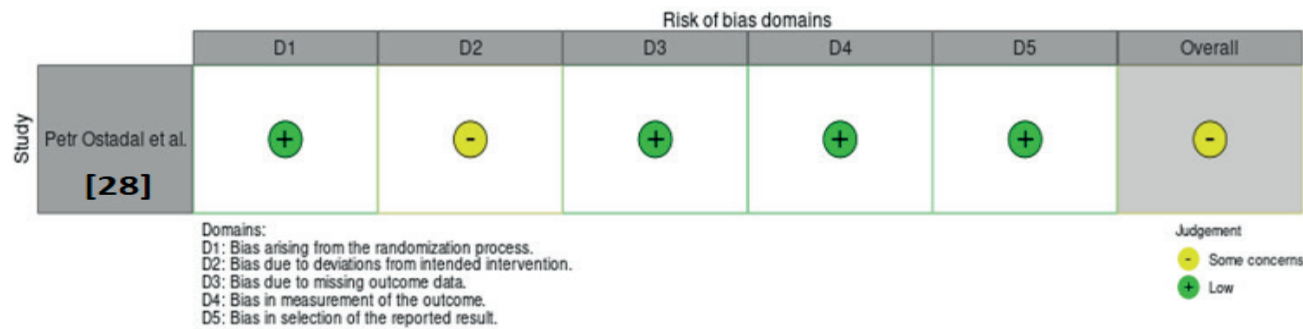 Risk of bias domains
D1 D2 D3 D4 D5 Overall
Study
Petr Ostadal et al.
[28]
+ - + + + -
Domains:
D1: Bias arising from the randomization process.
D2: Bias due to deviations from intended intervention.
D3: Bias due to missing outcome data.
D4: Bias in measurement of the outcome.
D5: Bias in selection of the reported result.
Judgement
- Some concerns
+ Low